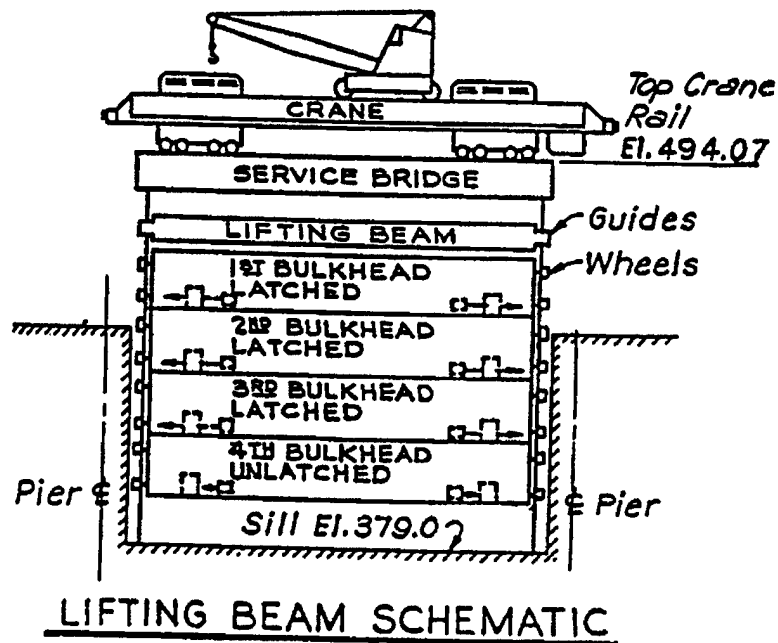 CRANE
Top Crane
Rail
El. 494.07
SERVICE BRIDGE
LIFTING BEAM
Guides
Wheels
1ST BULKHEAD
LATCHED
2ND BULKHEAD
LATCHED
3RD BULKHEAD
LATCHED
4TH BULKHEAD
UNLATCHED
Pier ℄
℄ Pier
Sill El. 379.0
LIFTING BEAM SCHEMATIC